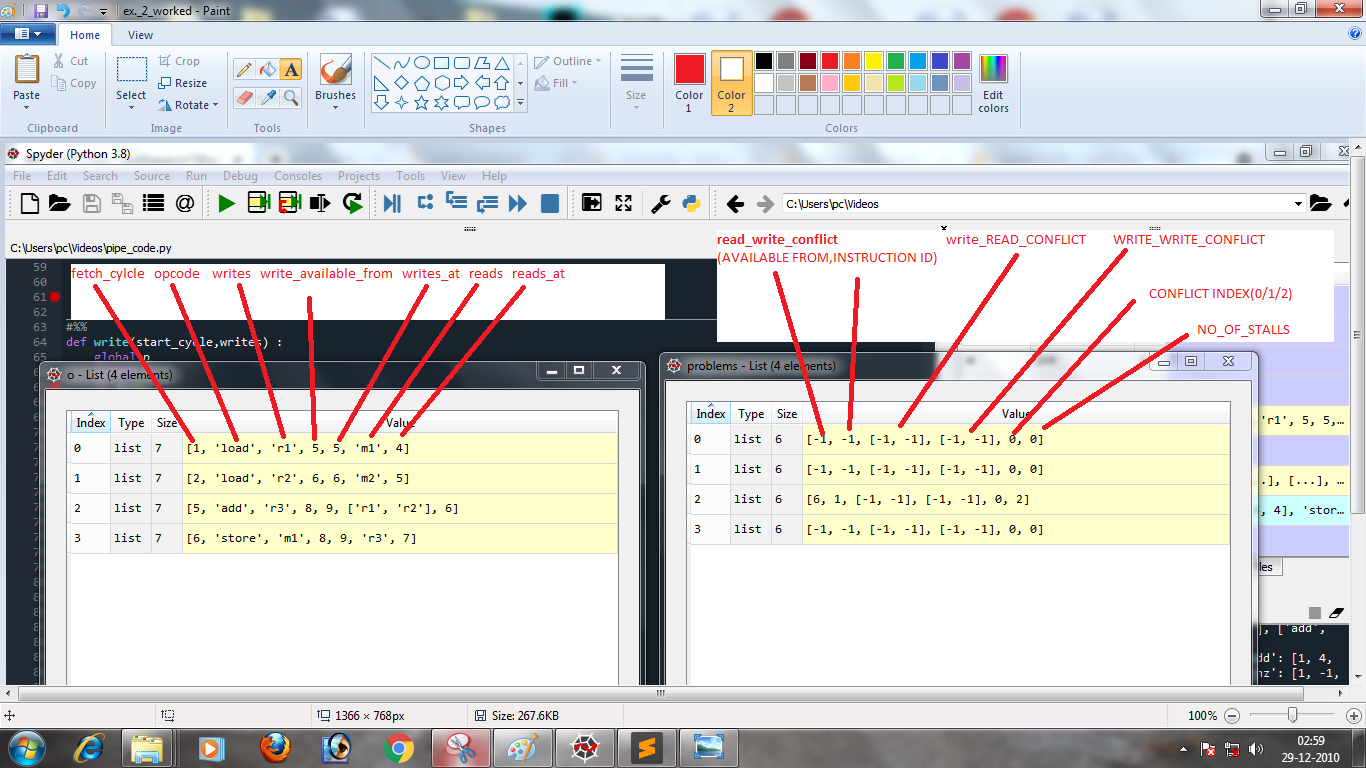 ex._2_worked - Paint
Home View
Paste
Cut
Copy
Clipboard
Select
Crop
Resize
Rotate
Image
A
Tools
Brushes
Outline
Fill
Shapes
Size
Color 1
Color 2
Edit colors
Colors
Spyder (Python 3.8)
File Edit Search Source Run Debug Consoles Projects Tools View Help
@
C:\Users\pc\Videos
C:\Users\pc\Videos\pipe_code.py
read_write_conflict write_READ_CONFLICT WRITE_WRITE_CONFLICT
(AVAILABLE FROM,INSTRUCTION ID)
CONFLICT INDEX(0/1/2)
NO_OF_STALLS
fetch_cylcle opcode writes write_available_from writes_at reads reads_at
59
60
61
62
63 #%%
64 def write(start_cycle,writes) :
65 global n
o - List (4 elements)
Index Type Size Value
0 list 7 [1, 'load', 'r1', 5, 5, 'm1', 4]
1 list 7 [2, 'load', 'r2', 6, 6, 'm2', 5]
2 list 7 [5, 'add', 'r3', 8, 9, ['r1', 'r2'], 6]
3 list 7 [6, 'store', 'm1', 8, 9, 'r3', 7]
problems - List (4 elements)
Index Type Size Value
0 list 6 [-1, -1, [-1, -1], [-1, -1], 0, 0]
1 list 6 [-1, -1, [-1, -1], [-1, -1], 0, 0]
2 list 6 [6, 1, [-1, -1], [-1, -1], 0, 2]
3 list 6 [-1, -1, [-1, -1], [-1, -1], 0, 0]
'r1', 5, 5,…
.], [...], …
, 4], 'stor…
les
], ['add',
dd': [1, 4,
nz': [1, -1,
1366 × 768px
Size: 267.6KB
100%
02:59
29-12-2010